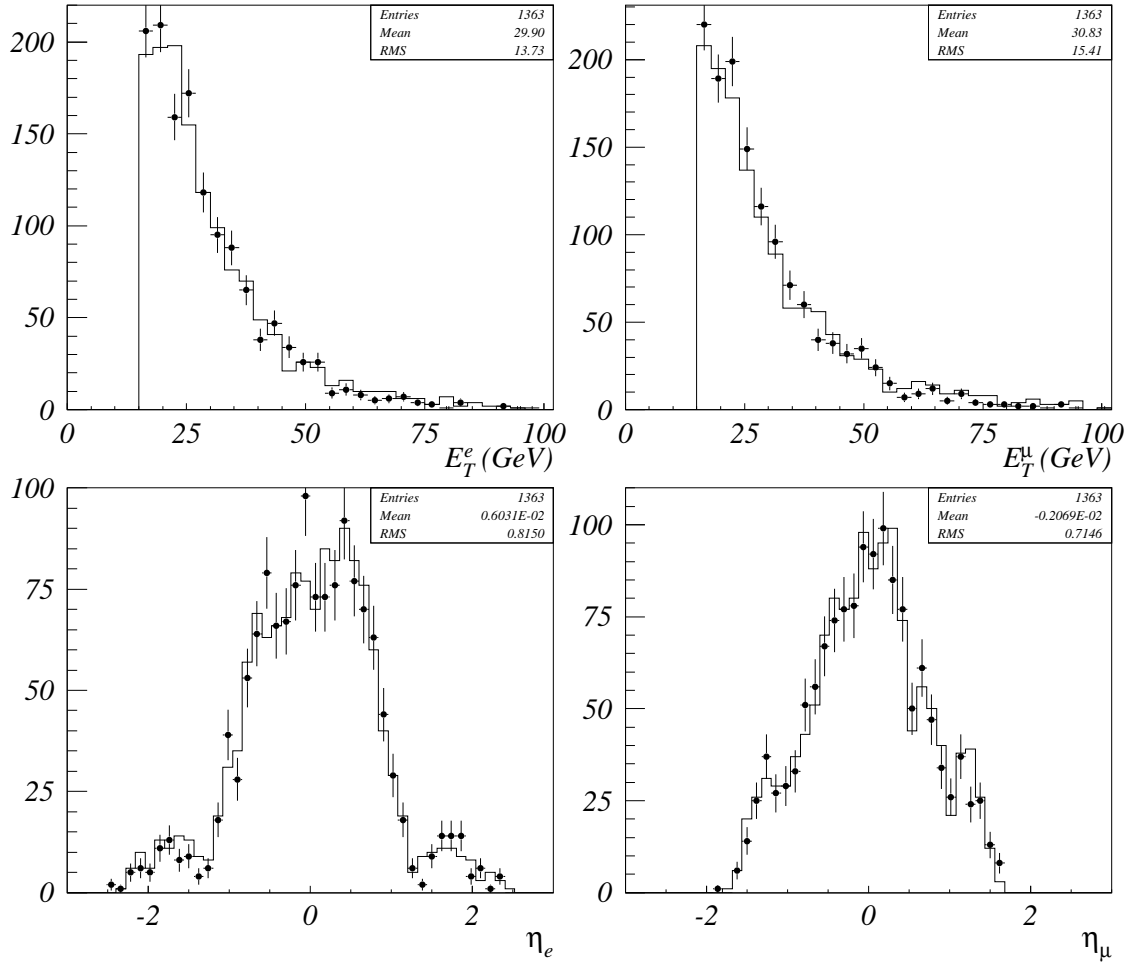 Entries 1363
Mean 29.90
RMS 13.73
200
150
100
50
0
0 25 50 75 100
E_T^e (GeV)
Entries 1363
Mean 30.83
RMS 15.41
200
150
100
50
0
0 25 50 75 100
E_T^μ (GeV)
Entries 1363
Mean 0.6031E-02
RMS 0.8150
100
75
50
25
0
-2 0 2
η_e
Entries 1363
Mean -0.2069E-02
RMS 0.7146
100
75
50
25
0
-2 0 2
η_μ